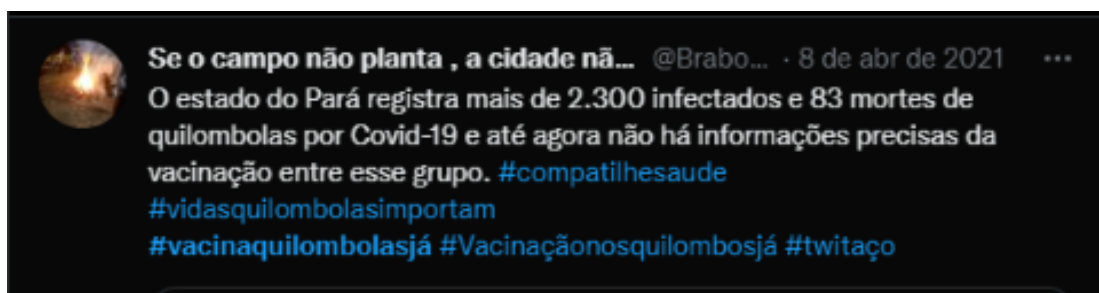 Se o campo não planta , a cidade nã... @Brabo... · 8 de abr de 2021 ...
O estado do Pará registra mais de 2.300 infectados e 83 mortes de
quilombolas por Covid-19 e até agora não há informações precisas da
vacinação entre esse grupo. #compatilhesaude
#vidasquilombolasimportam
#vacinaquilombolasjá #Vacinaçãonosquilombosjá #twitaço